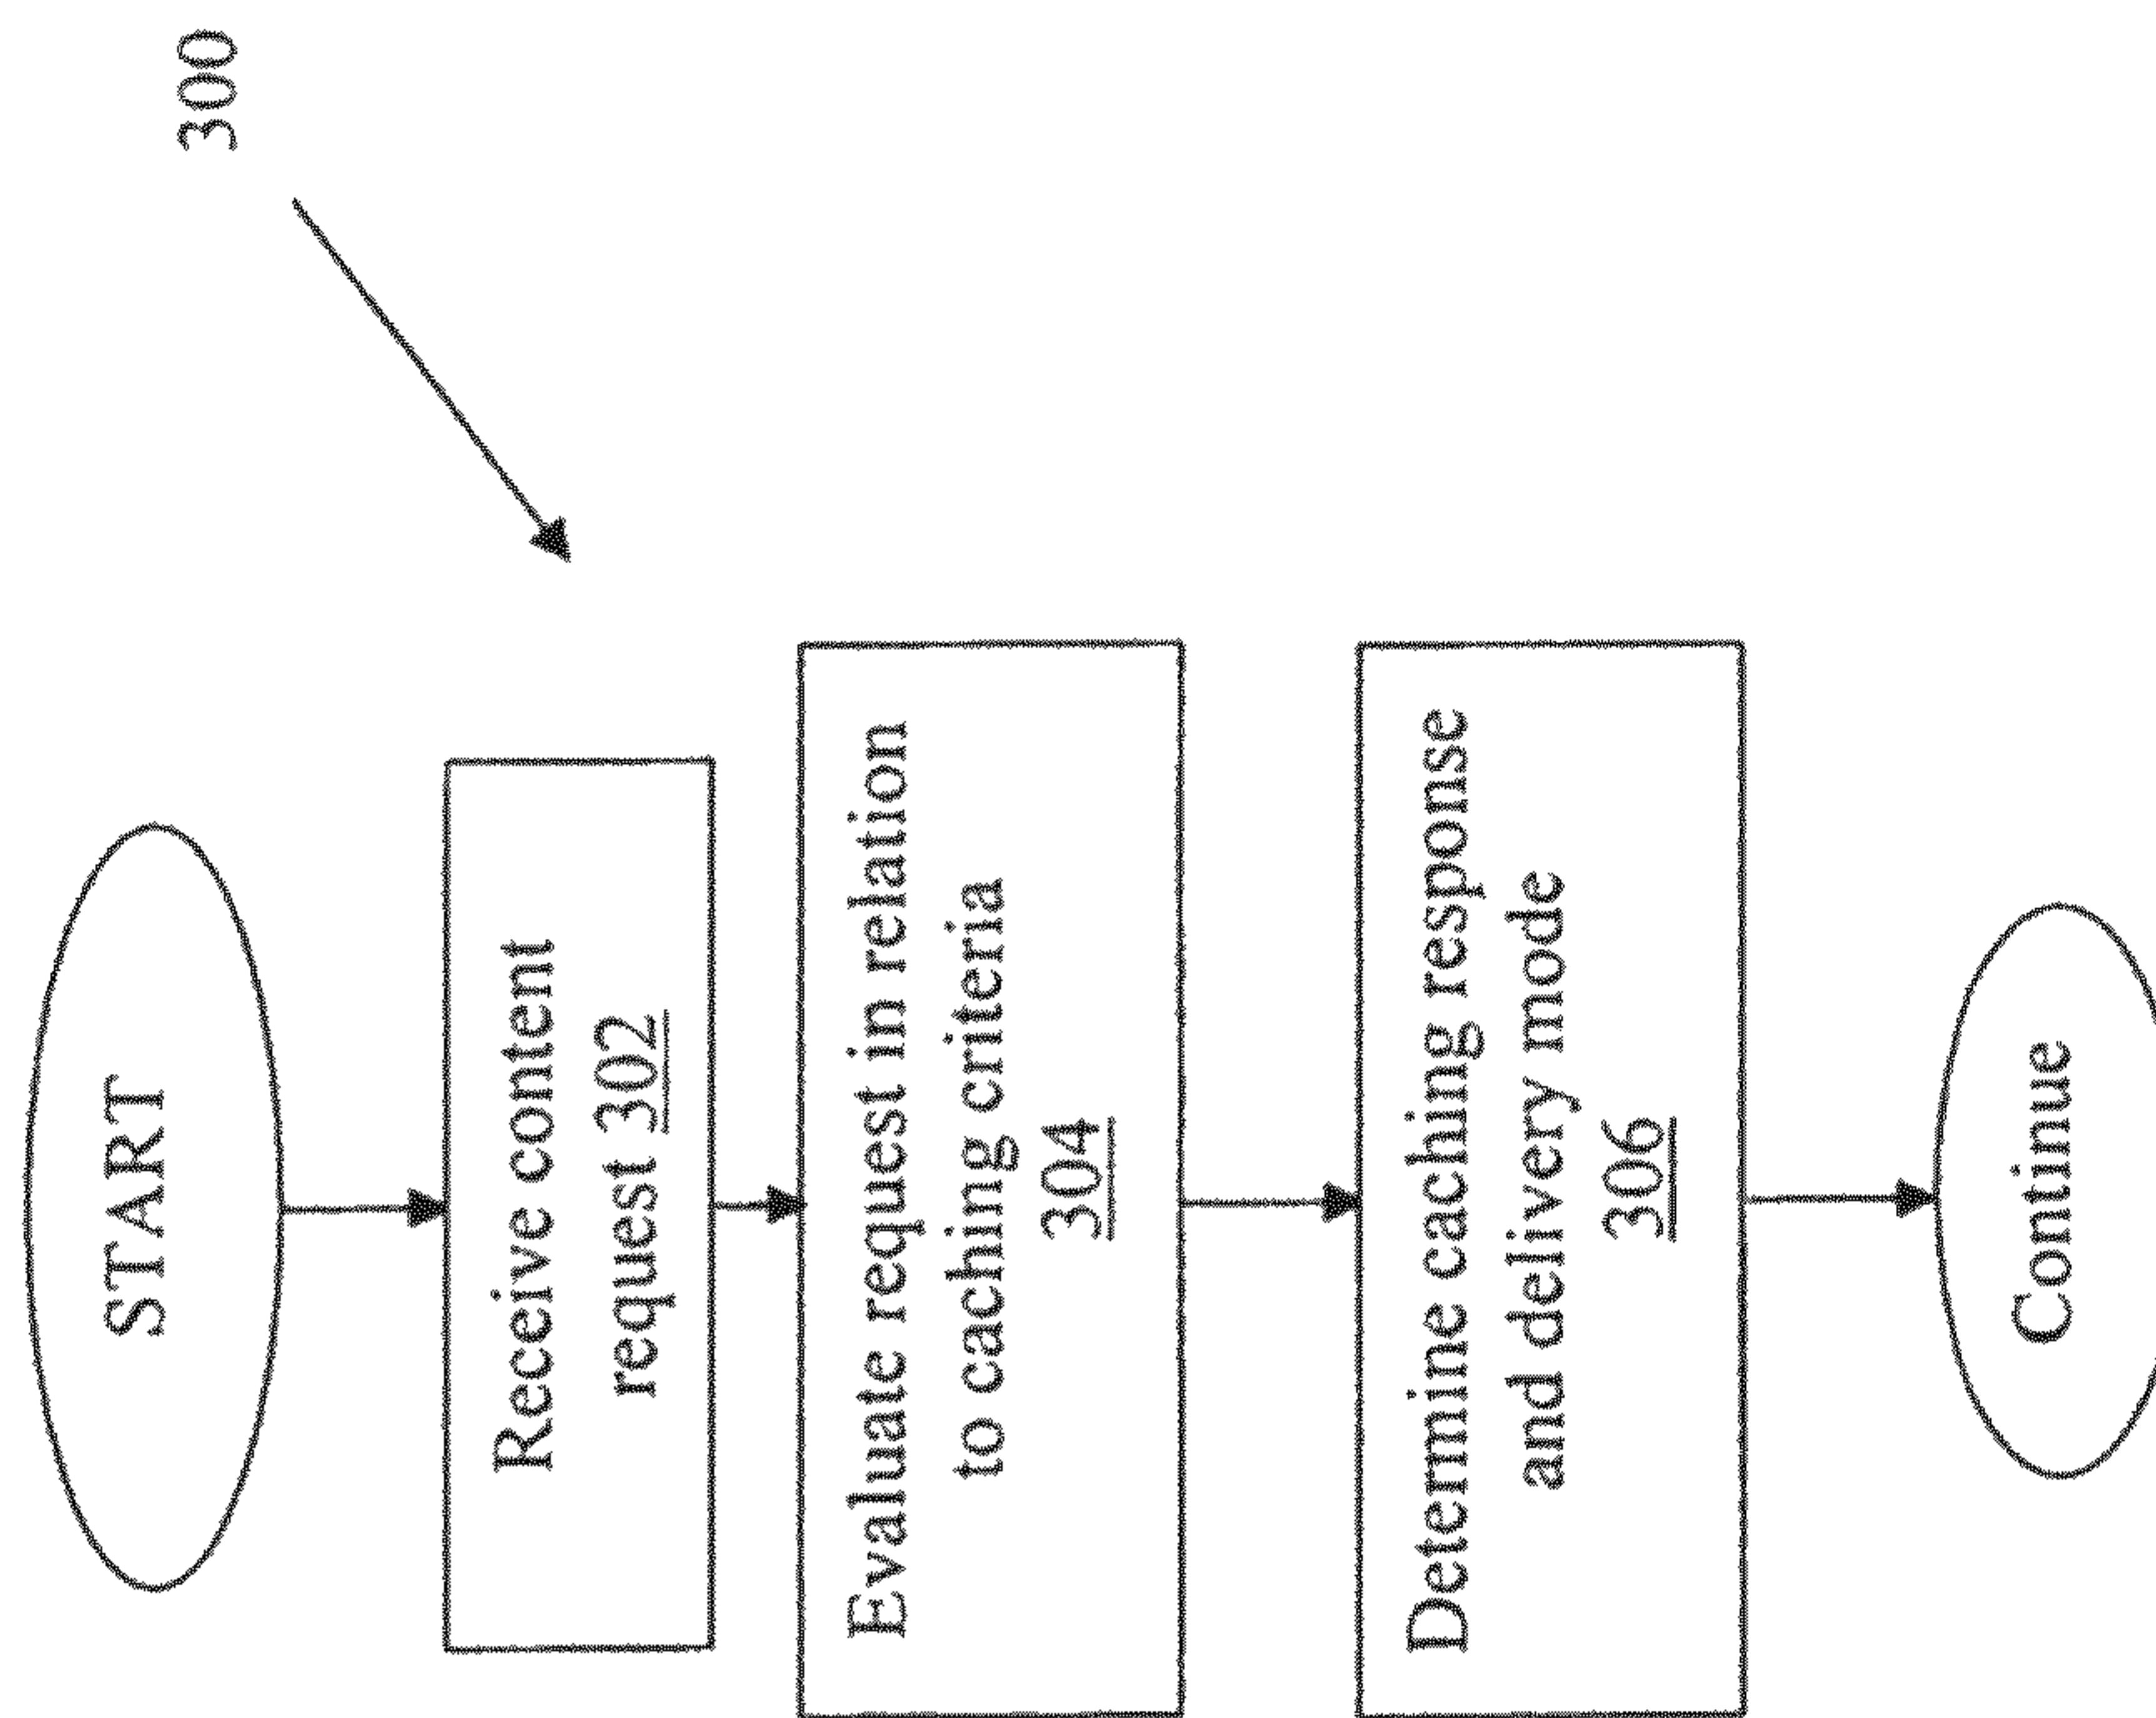 300
START
Receive content
request 302
Evaluate request in relation
to caching criteria
304
Determine caching response
and delivery mode
306
Continue